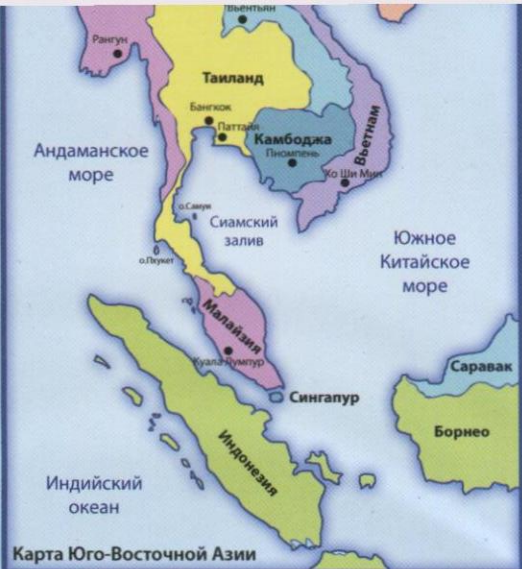 Вьентьян
Рангун
Таиланд
Бангкок
Паттайя
Камбоджа
Пномпень
Вьетнам
Хо Ши Мин
Андаманское
море
о.Самуи
Сиамский
залив
о.Пхукет
Южное
Китайское
море
Малайзия
Куала Лумпур
Сингапур
Саравак
Борнео
Индонезия
Индийский
океан
Карта Юго-Восточной Азии